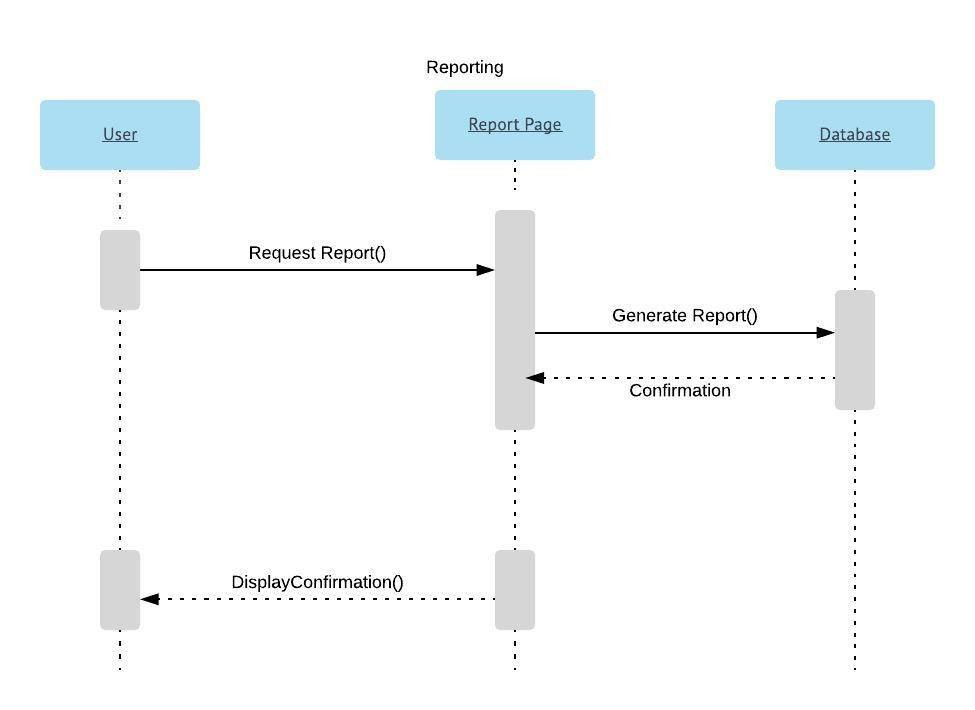 Reporting
User
Report Page
Database
Request Report()
Generate Report()
Confirmation
DisplayConfirmation()